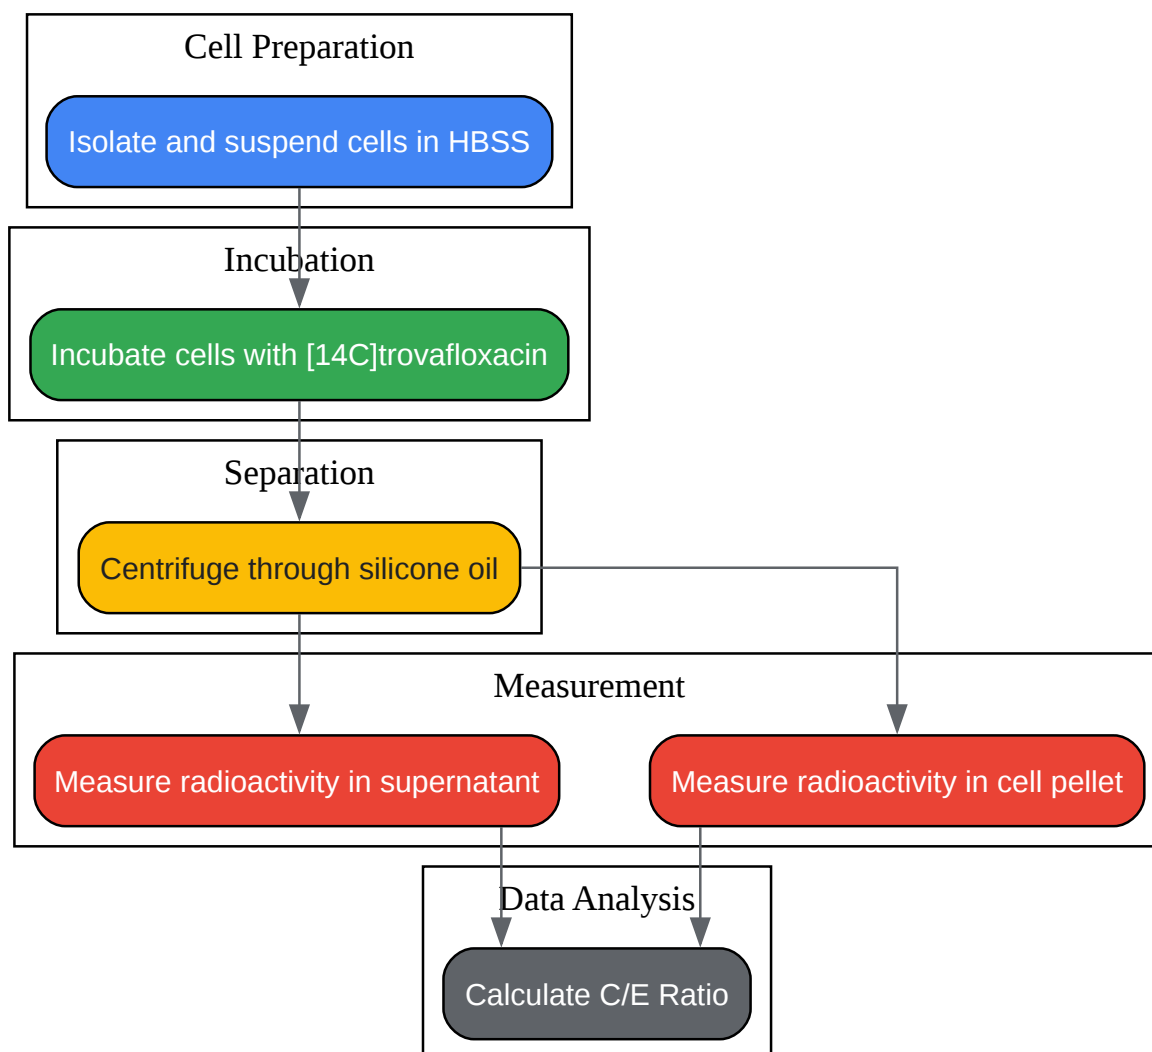 Cell Preparation
Isolate and suspend cells in HBSS
Incubation
Incubate cells with [14C]trovafloxacin
Separation
Centrifuge through silicone oil
Measurement
Measure radioactivity in supernatant
Measure radioactivity in cell pellet
Data Analysis
Calculate C/E Ratio